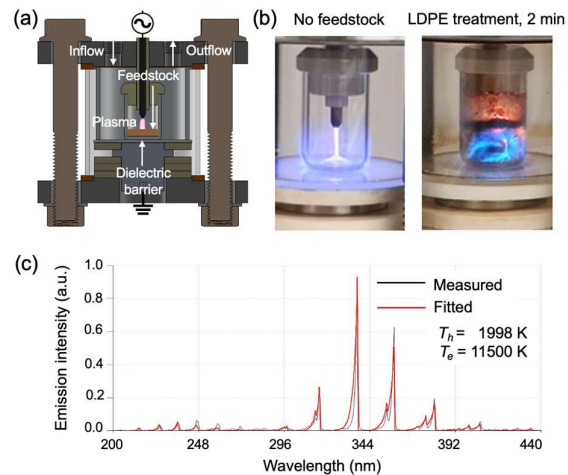 (a)
Inflow
Outflow
Feedstock
Plasma
Dielectric
barrier
(b)
No feedstock
LDPE treatment, 2 min
(c)
Emission intensity (a.u.)
1.0
0.8
0.6
0.4
0.2
0
Measured
Fitted
Th = 1998 K
Te = 11500 K
200 248 296 344 392 440
Wavelength (nm)